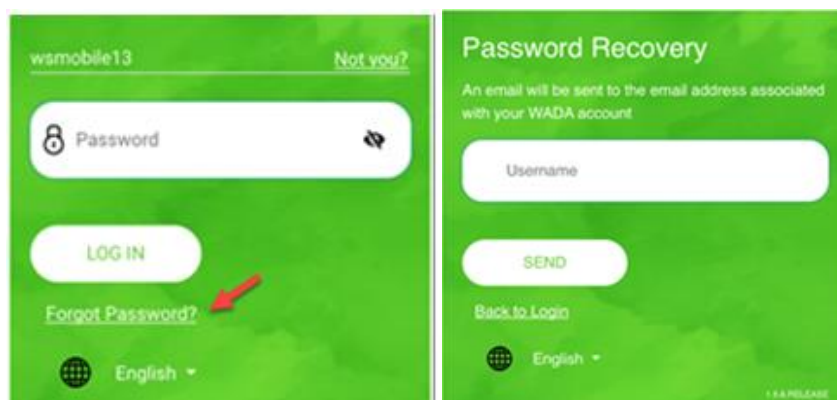 wsmobile13 Not you?
Password
LOG IN
Forgot Password?
English
Password Recovery
An email will be sent to the email address associated
with your WADA account
Username
SEND
Back to Login
English